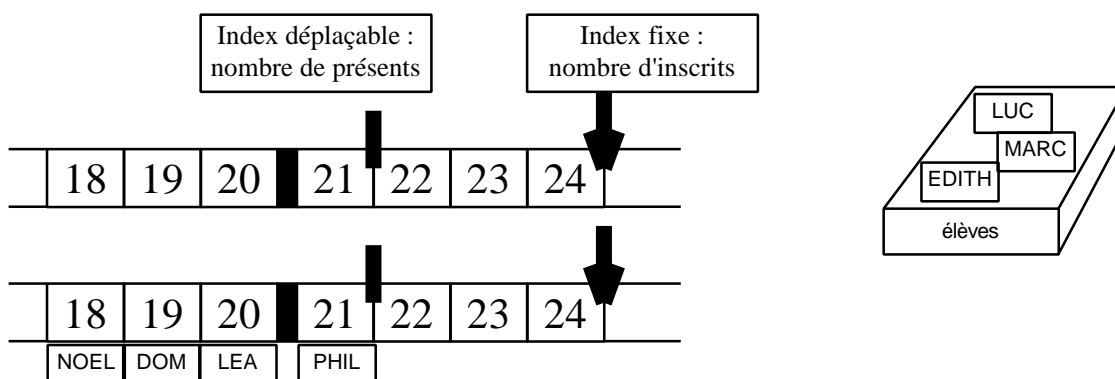 Index déplaçable :
nombre de présents
Index fixe :
nombre d'inscrits
18 19 20 21 22 23 24
18 19 20 21 22 23 24
NOEL DOM LEA PHIL
LUC
MARC
EDITH
élèves